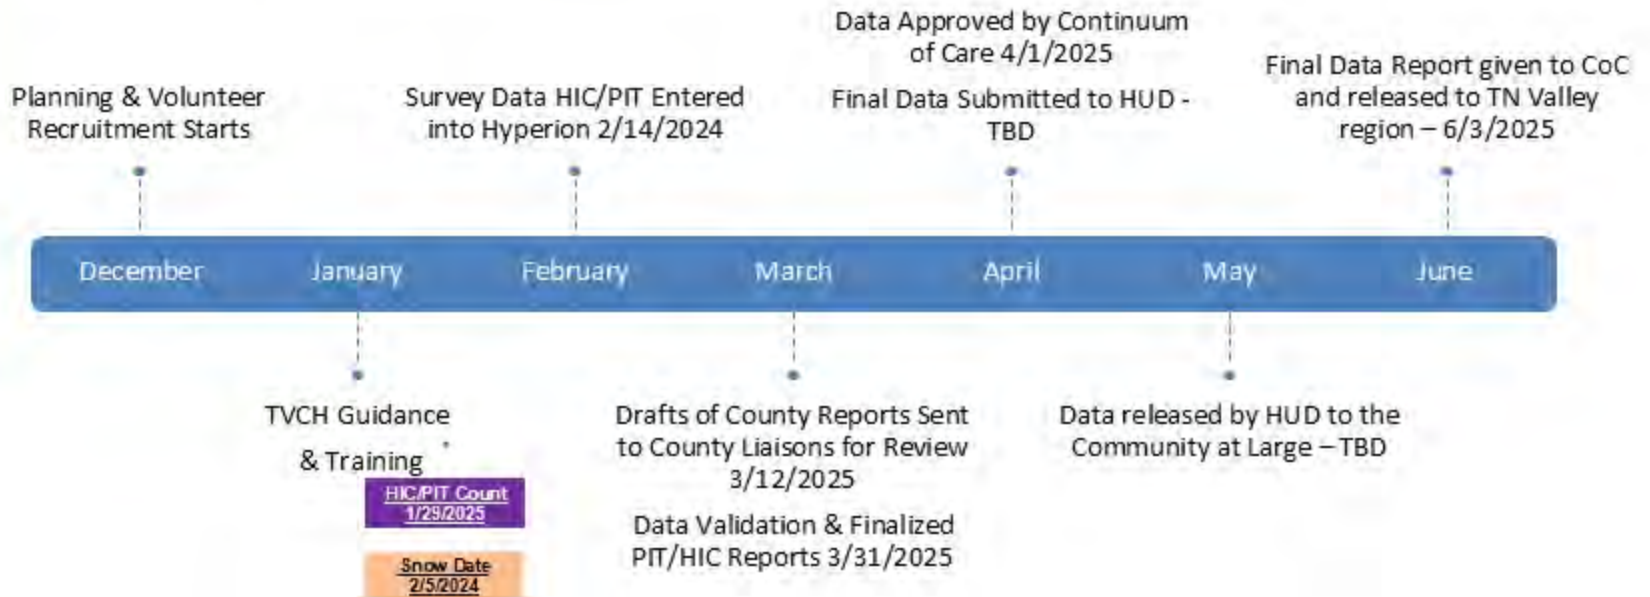 Data Approved by Continuum
of Care 4/1/2025
Final Data Submitted to HUD -
TBD
Final Data Report given to CoC
and released to TN Valley
region – 6/3/2025
Planning & Volunteer
Recruitment Starts
Survey Data HIC/PIT Entered
into Hyperion 2/14/2024
December
January
February
March
April
May
June
TVCH Guidance
& Training
HIC/PIT Count
1/29/2025
Snow Date
2/5/2024
Drafts of County Reports Sent
to County Liaisons for Review
3/12/2025
Data Validation & Finalized
PIT/HIC Reports 3/31/2025
Data released by HUD to the
Community at Large – TBD